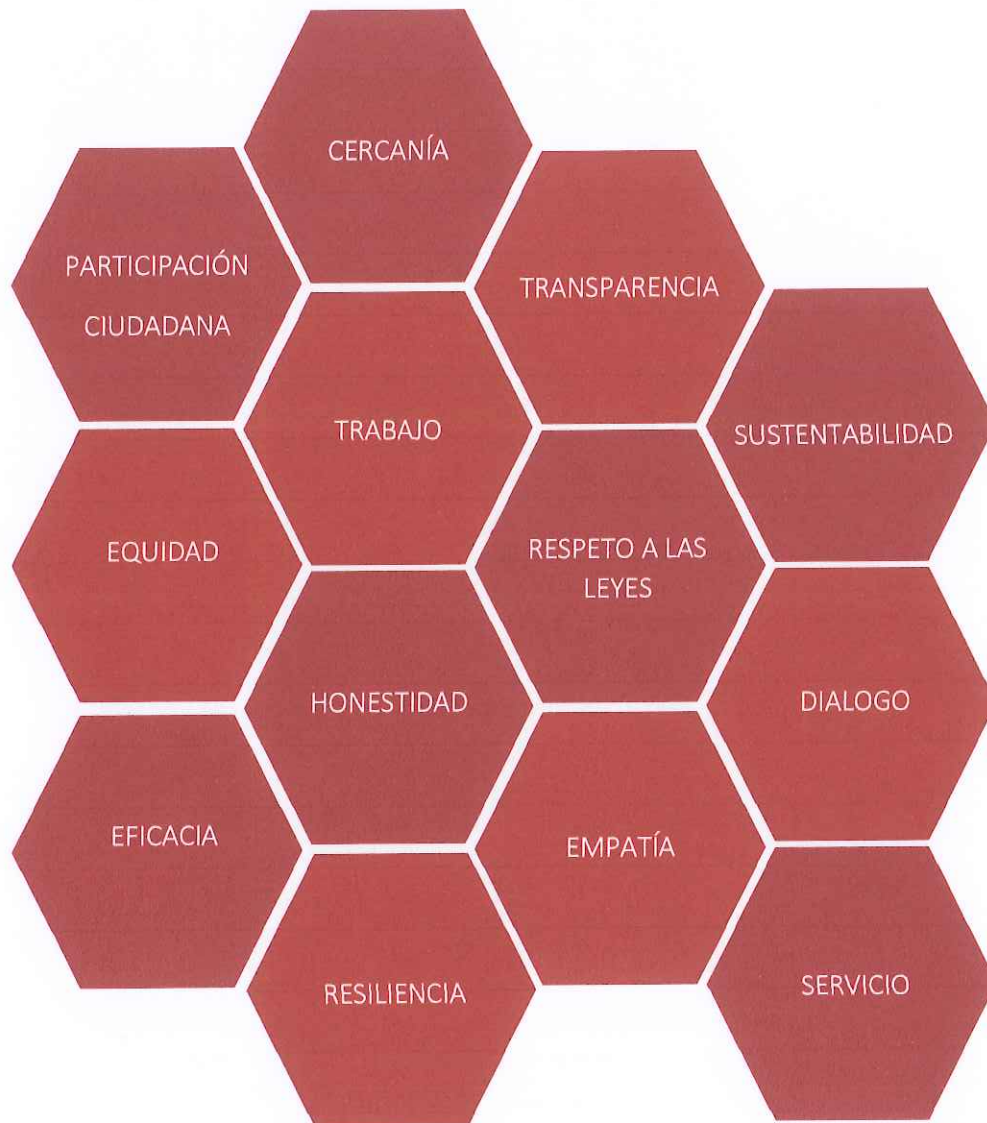 CERCANÍA
PARTICIPACIÓN
CIUDADANA
TRANSPARENCIA
TRABAJO
SUSTENTABILIDAD
EQUIDAD
RESPETO A LAS
LEYES
HONESTIDAD
DIALOGO
EFICACIA
EMPATÍA
RESILIENCIA
SERVICIO